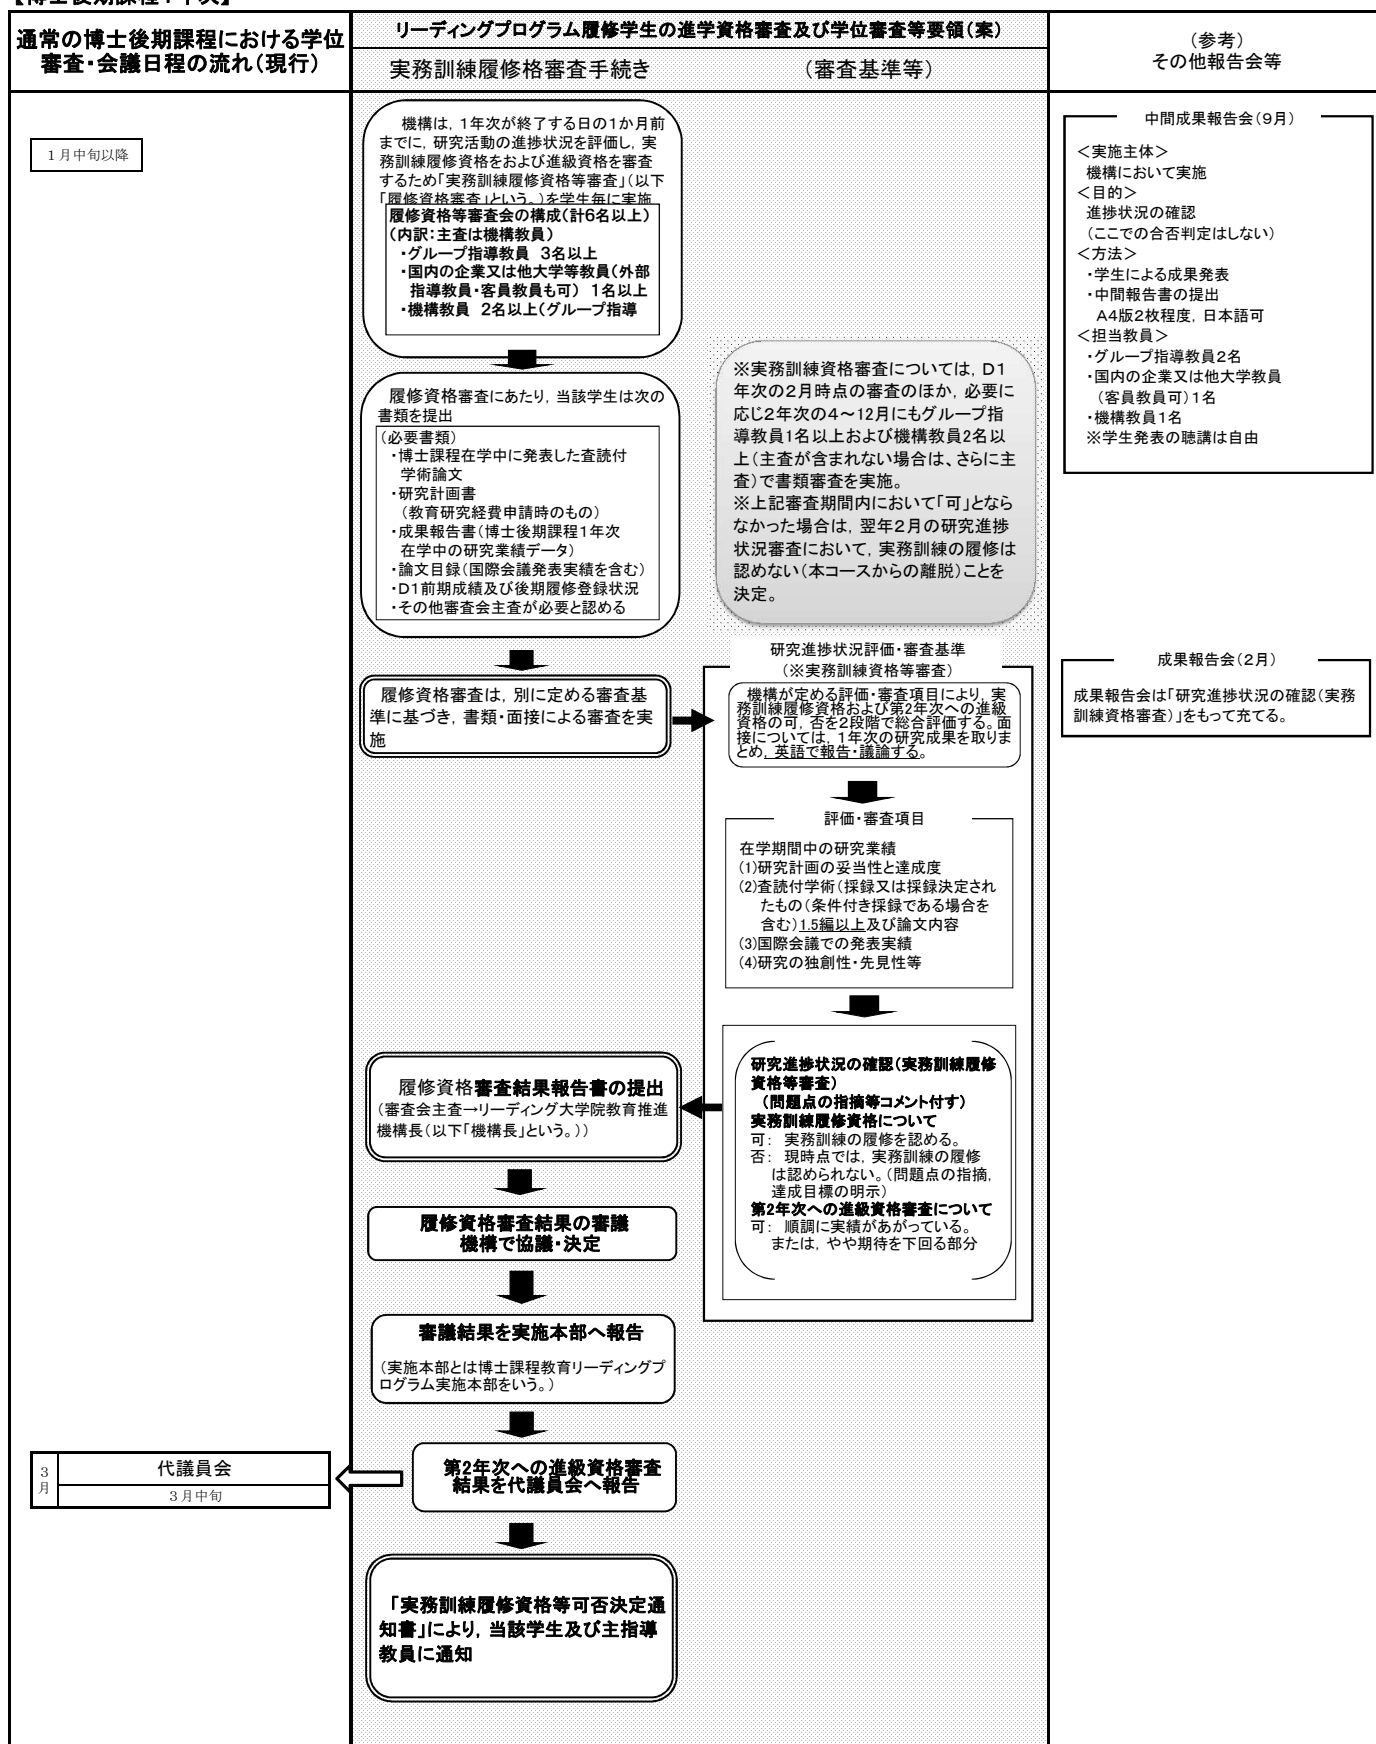 【博士後期課程1年次】
通常の博士後期課程における学位
審査・会議日程の流れ(現行)
リーディングプログラム履修学生の進学資格審査及び学位審査等要領(案)
実務訓練履修格審査手続き
(審査基準等)
(参考)
その他報告会等
1月中旬以降
機構は，1年次が終了する日の1か月前
までに，研究活動の進捗状況を評価し，実
務訓練履修資格をおよび進級資格を審査
するため「実務訓練履修資格等審査」(以下
「履修資格審査」という。)を学生毎に実施
履修資格等審査会の構成(計6名以上)
(内訳：主査は機構教員)
・グループ指導教員 3名以上
・国内の企業又は他大学等教員(外部
指導教員・客員教員も可) 1名以上
・機構教員 2名以上(グループ指導
履修資格審査にあたり，当該学生は次の
書類を提出
(必要書類)
・博士課程在学中に発表した査読付
学術論文
・研究計画書
(教育研究経費申請時のもの)
・成果報告書(博士後期課程1年次
在学中の研究業績データ)
・論文目録(国際会議発表実績を含む)
・D1前期成績及び後期履修登録状況
・その他審査会主査が必要と認める
履修資格審査は，別に定める審査基
準に基づき，書類・面接による審査を実
施
※実務訓練資格審査については，D1
年次の2月時点の審査のほか，必要に
応じ2年次の4～12月にもグループ指
導教員1名以上および機構教員2名以
上(主査が含まれない場合は、さらに主
査)で書類審査を実施。
※上記審査期間内において「可」となら
なかった場合は，翌年2月の研究進捗
状況審査において，実務訓練の履修は
認めない(本コースからの離脱)ことを
決定。
研究進捗状況評価・審査基準
(※実務訓練資格等審査)
機構が定める評価・審査項目により，実
務訓練履修資格および第2年次への進級
資格の可，否を2段階で総合評価する。面
接については，1年次の研究成果を取りま
とめ，英語で報告・議論する。
評価・審査項目
在学期間中の研究業績
(1)研究計画の妥当性と達成度
(2)査読付学術(採録又は採録決定され
たもの(条件付き採録である場合を
含む)1.5編以上及び論文内容
(3)国際会議での発表実績
(4)研究の独創性・先見性等
研究進捗状況の確認(実務訓練履修
資格等審査)
(問題点の指摘等コメント付す)
実務訓練履修資格について
可： 実務訓練の履修を認める。
否： 現時点では，実務訓練の履修
は認められない。(問題点の指摘，
達成目標の明示)
第2年次への進級資格審査について
可： 順調に実績があがっている。
または，やや期待を下回る部分
履修資格審査結果報告書の提出
(審査会主査→リーディング大学院教育推進
機構長(以下「機構長」という。))
履修資格審査結果の審議
機構で協議・決定
審議結果を実施本部へ報告
(実施本部とは博士課程教育リーディングプ
ログラム実施本部をいう。)
第2年次への進級資格審査
結果を代議員会へ報告
3月
代議員会
3月中旬
「実務訓練履修資格等可否決定通
知書」により，当該学生及び主指導
教員に通知
中間成果報告会(9月)
＜実施主体＞
機構において実施
＜目的＞
進捗状況の確認
(ここでの合否判定はしない)
＜方法＞
・学生による成果発表
・中間報告書の提出
A4版2枚程度，日本語可
＜担当教員＞
・グループ指導教員2名
・国内の企業又は他大学教員
(客員教員可)1名
・機構教員1名
※学生発表の聴講は自由
成果報告会(2月)
成果報告会は「研究進捗状況の確認(実務
訓練資格審査)」をもって充てる。